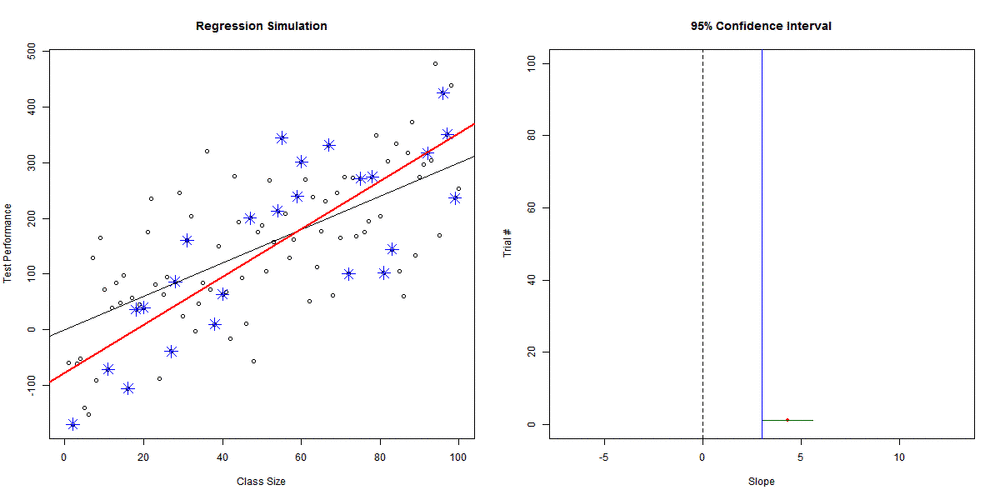 Regression Simulation
Test Performance
-100 0 100 200 300 400 500
0 20 40 60 80 100
Class Size
95% Confidence Interval
Trial #
0 20 40 60 80 100
-5 0 5 10
Slope